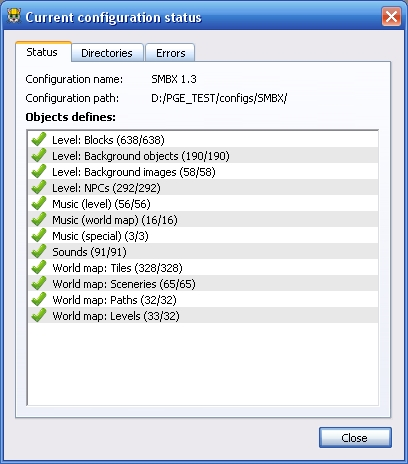 Current configuration status
Status
Directories
Errors
Configuration name: SMBX 1.3
Configuration path: D:/PGE_TEST/configs/SMBX/
Objects defines:
Level: Blocks (638/638)
Level: Background objects (190/190)
Level: Background images (58/58)
Level: NPCs (292/292)
Music (level) (56/56)
Music (world map) (16/16)
Music (special) (3/3)
Sounds (91/91)
World map: Tiles (328/328)
World map: Sceneries (65/65)
World map: Paths (32/32)
World map: Levels (33/32)
Close